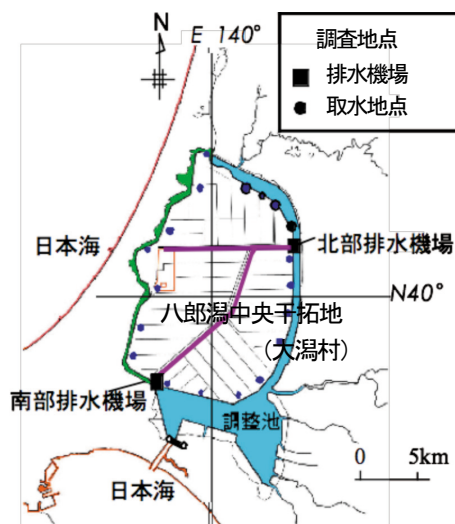 E 140°
N
調査地点
排水機場
取水地点
日本海
北部排水機場
N40°
八郎潟中央干拓地
(大潟村)
南部排水機場
調整池
日本海
0 5km